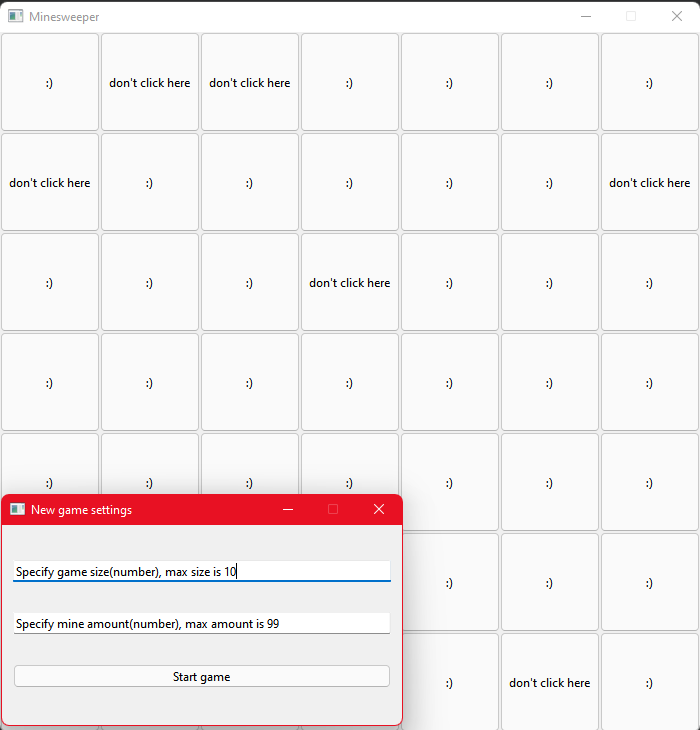 Minesweeper
:) don't click here don't click here :) :) :) :)
don't click here :) :) :) :) :) don't click here
:) :) :) don't click here :) :) :)
:) :) :) :) :) :) :)
:) :) :) :) :) :) :)
New game settings
Specify game size(number), max size is 10
:) :) :)
Specify mine amount(number), max amount is 99
Start game
:) don't click here :)